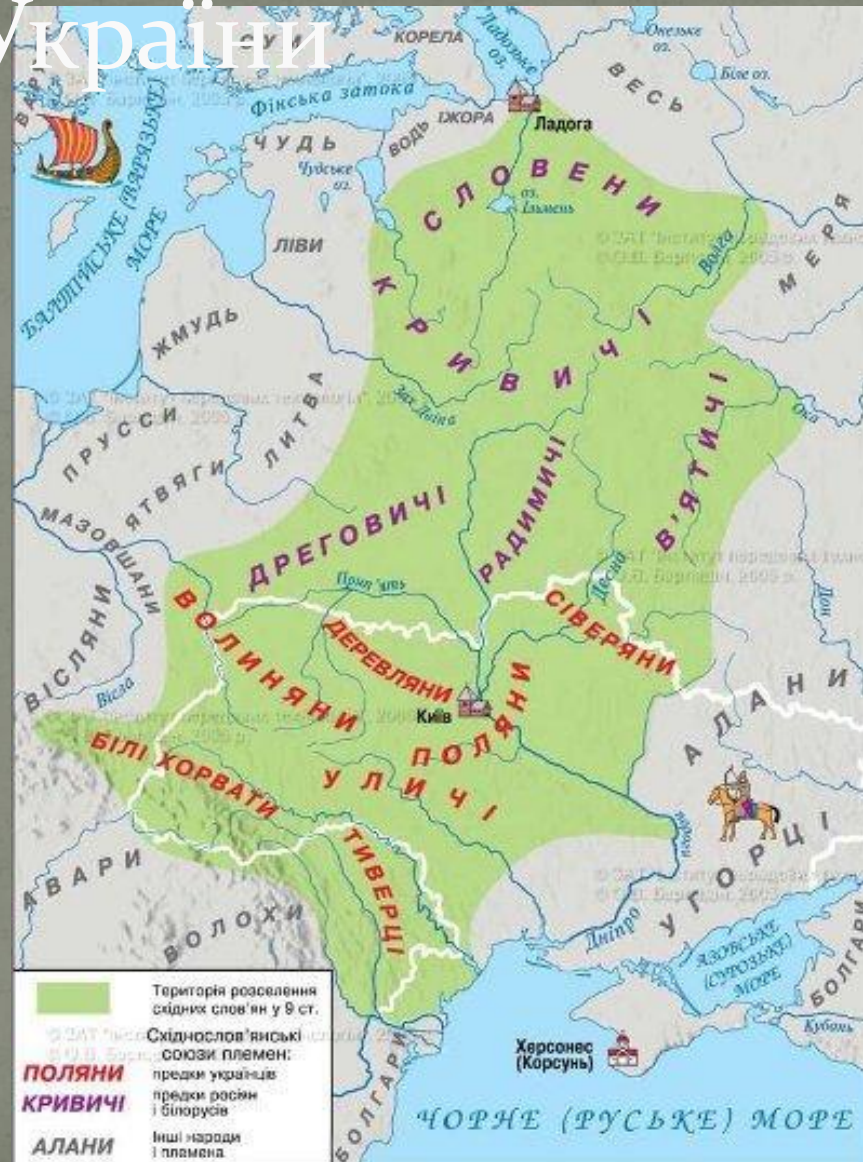 України
СУМ
КОРЕЛА
Ладозьке
оз.
Онезьке
оз.
Біле оз.
ВЕСЬ
Фінська затока
ВОДЬ
ІЖОРА
Ладога
ЧУДЬ
Чудське
оз.
СЛОВЕНИ
оз.
Ільмень
БАЛТІЙСЬКЕ (ВАРЯЗЬКЕ)
МОРЕ
ЛІВИ
Волга
МЕРЯ
КРИВИЧІ
ЖМУДЬ
Зах. Двіна
Ока
ПРУССИ
ЛИТВА
ЯТВЯГИ
В'ЯТИЧІ
РАДИМИЧІ
ДРЕГОВИЧІ
МАЗОВШАНИ
Прип'ять
Десна
Дон
ВІСЛЯНИ
Вісла
ВОЛИНЯНИ
ДЕРЕВЛЯНИ
СІВЕРЯНИ
Київ
ПОЛЯНИ
АЛАНИ
БІЛІ ХОРВАТИ
УЛИЧІ
ТИВЕРЦІ
УГОРЦІ
АВАРИ
ВОЛОХИ
Дніпро
АЗОВСЬКЕ
(СУРОЗЬКЕ)
МОРЕ
БОЛГАРИ
Кубань
Херсонес
(Корсунь)
БОЛГАРИ
ЧОРНЕ (РУСЬКЕ) МОРЕ
Територія розселення
східних слов'ян у 9 ст.
Східнослов'янські
союзи племен:
ПОЛЯНИ
предки українців
КРИВИЧІ
предки росіян
і білорусів
АЛАНИ
Інші народи
і племена